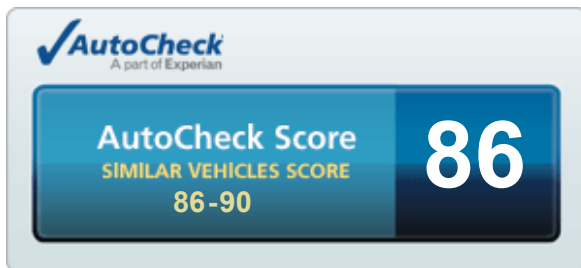 AutoCheck
A part of Experian
AutoCheck Score
SIMILAR VEHICLES SCORE
86-90
86